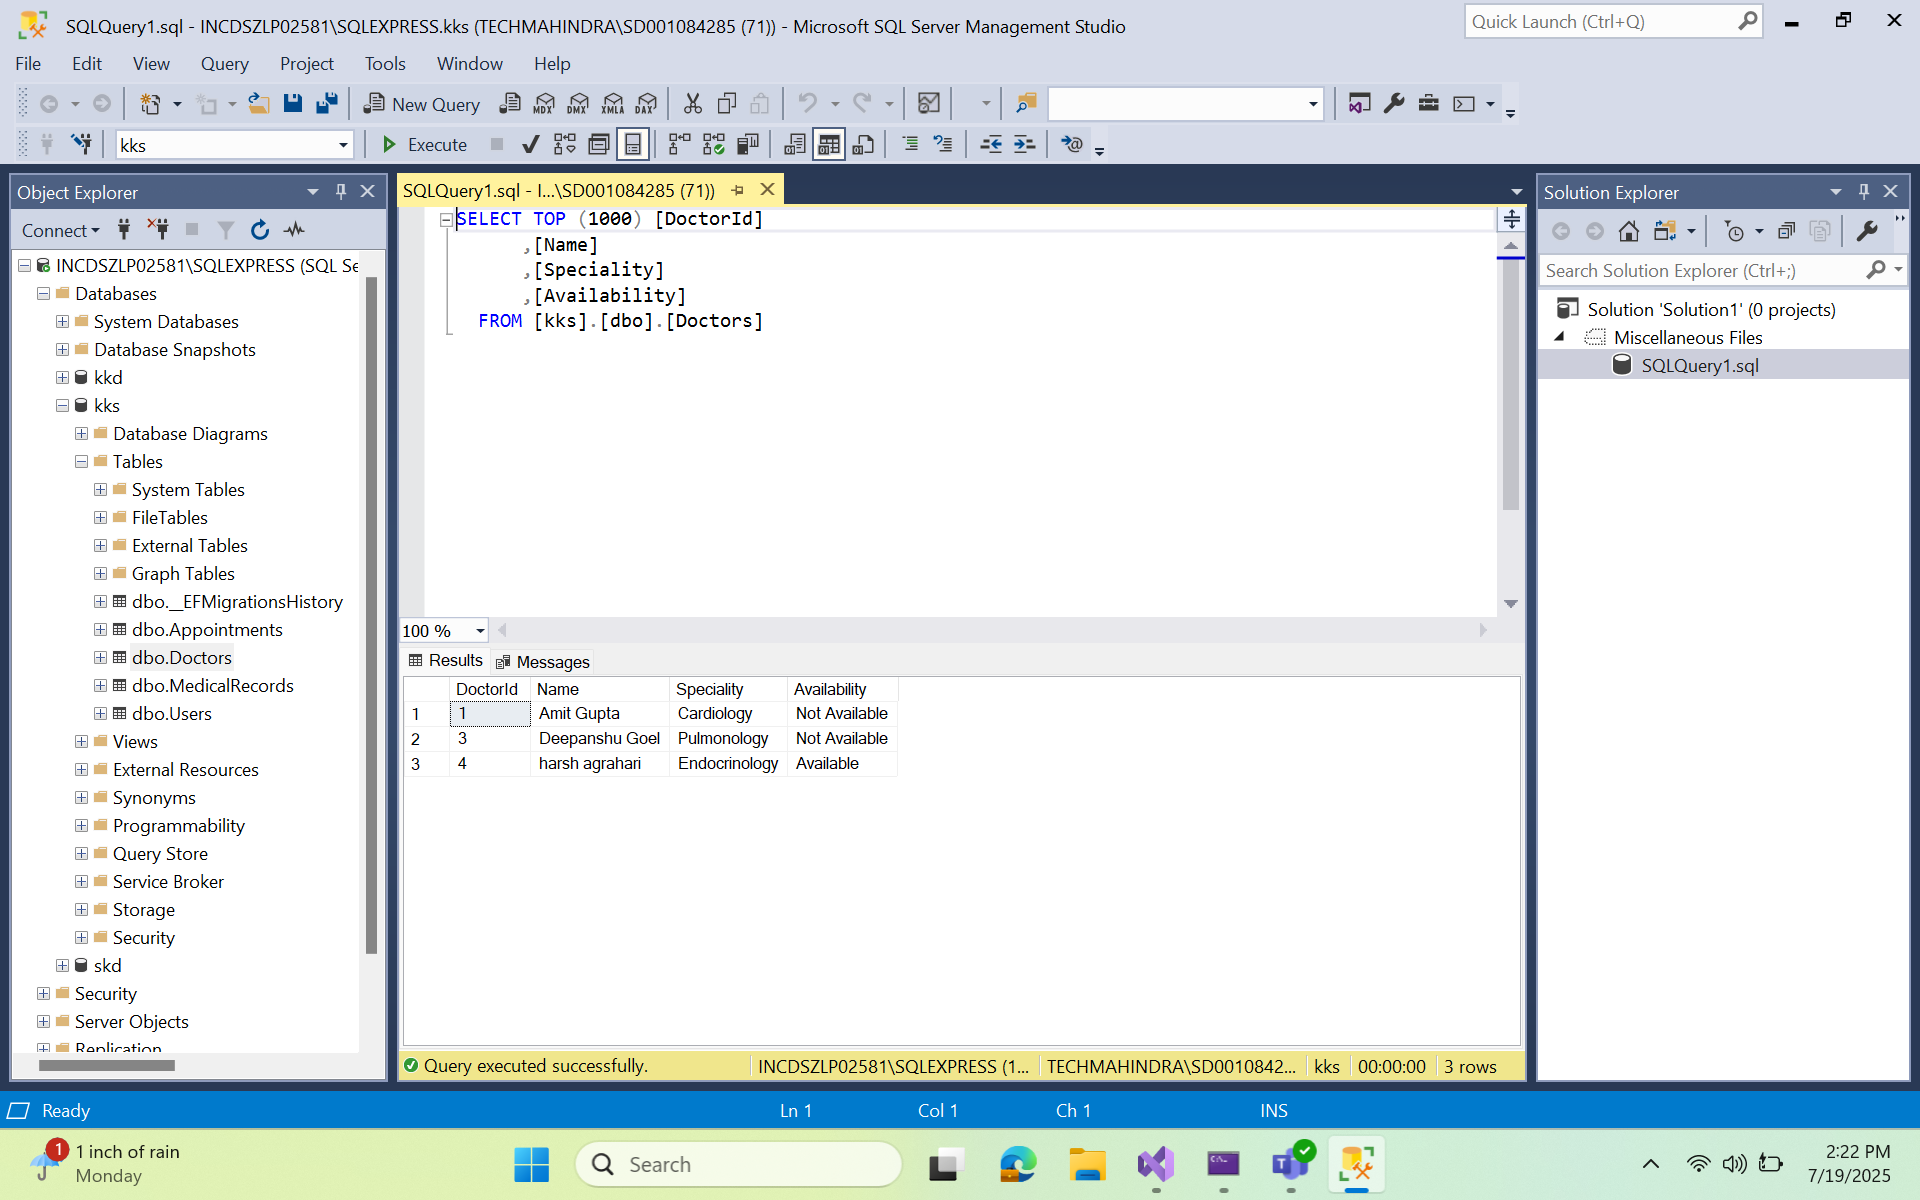 SQLQuery1.sql - INCDSZLP02581\SQLEXPRESS.kks (TECHMAHINDRA\SD001084285 (71)) - Microsoft SQL Server Management Studio
Quick Launch (Ctrl+Q)
File Edit View Query Project Tools Window Help
New Query MDX DMX XMLA DAX
kks
Execute
Object Explorer
Connect
INCDSZLP02581\SQLEXPRESS (SQL Se
Databases
System Databases
Database Snapshots
kkd
kks
Database Diagrams
Tables
System Tables
FileTables
External Tables
Graph Tables
dbo.__EFMigrationsHistory
dbo.Appointments
dbo.Doctors
dbo.MedicalRecords
dbo.Users
Views
External Resources
Synonyms
Programmability
Query Store
Service Broker
Storage
Security
skd
Security
Server Objects
Replication
SQLQuery1.sql - I...\SD001084285 (71))
SELECT TOP (1000) [DoctorId]
,[Name]
,[Speciality]
,[Availability]
FROM [kks].[dbo].[Doctors]
100 %
Results Messages
DoctorId Name Speciality Availability
1 1 Amit Gupta Cardiology Not Available
2 3 Deepanshu Goel Pulmonology Not Available
3 4 harsh agrahari Endocrinology Available
Query executed successfully.
INCDSZLP02581\SQLEXPRESS (1... TECHMAHINDRA\SD0010842... kks 00:00:00 3 rows
Solution Explorer
Search Solution Explorer (Ctrl+;)
Solution 'Solution1' (0 projects)
Miscellaneous Files
SQLQuery1.sql
Ready Ln 1 Col 1 Ch 1 INS
1
1 inch of rain
Monday
Search
2:22 PM
7/19/2025